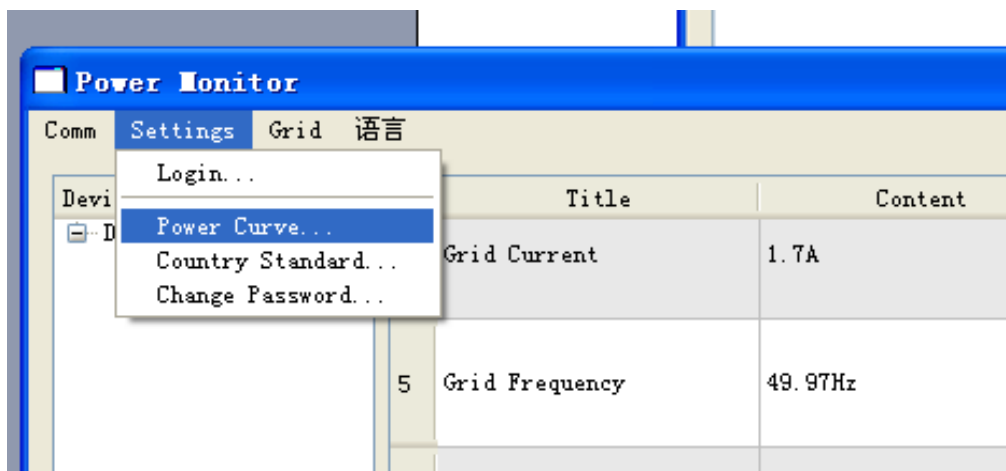 Power Monitor
Comm Settings Grid 语言
Login...
Devi Title Content
Power Curve...
D
Grid Current 1.7A
Country Standard...
Change Password...
5 Grid Frequency 49.97Hz